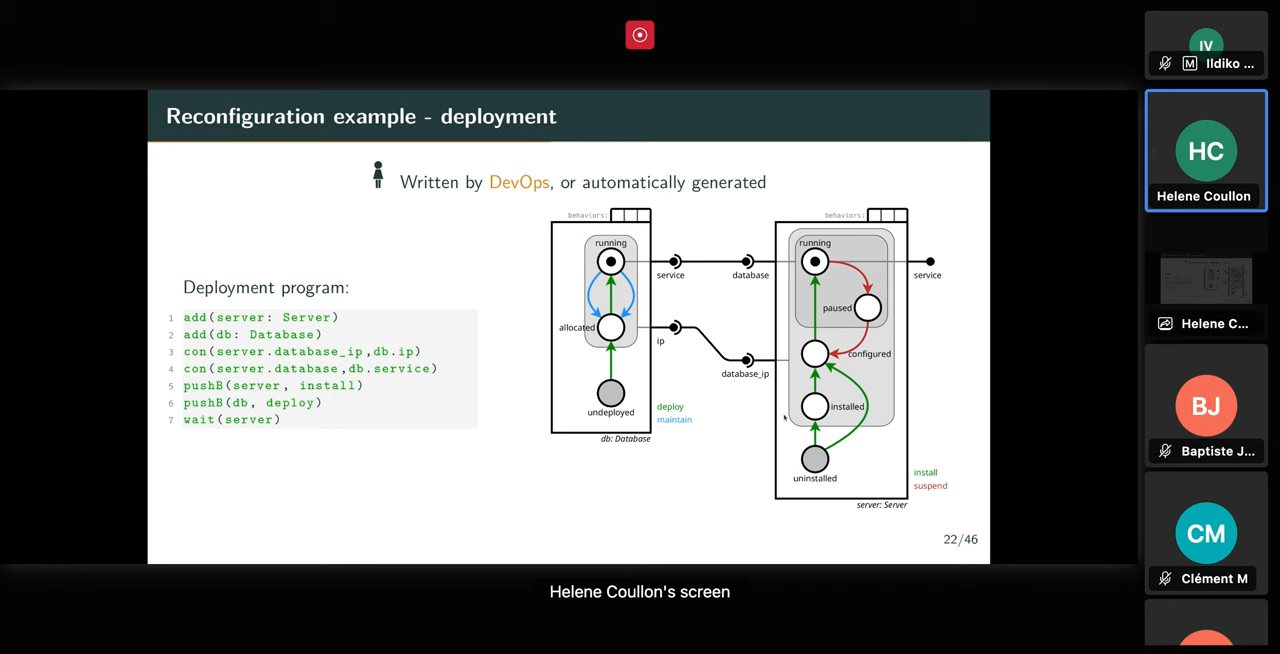 Reconfiguration example - deployment
Written by DevOps, or automatically generated
Deployment program:
1 add(server: Server)
2 add(db: Database)
3 con(server.database_ip,db.ip)
4 con(server.database,db.service)
5 pushB(server, install)
6 pushB(db, deploy)
7 wait(server)
behaviors:
running
allocated
undeployed
service
ip
deploy
maintain
db: Database
behaviors:
running
paused
configured
installed
uninstalled
database
database_ip
service
install
suspend
server: Server
22/46
Helene Coullon's screen
IV
M Ildiko ...
HC
Helene Coullon
Helene C...
BJ
Baptiste J...
CM
Clément M